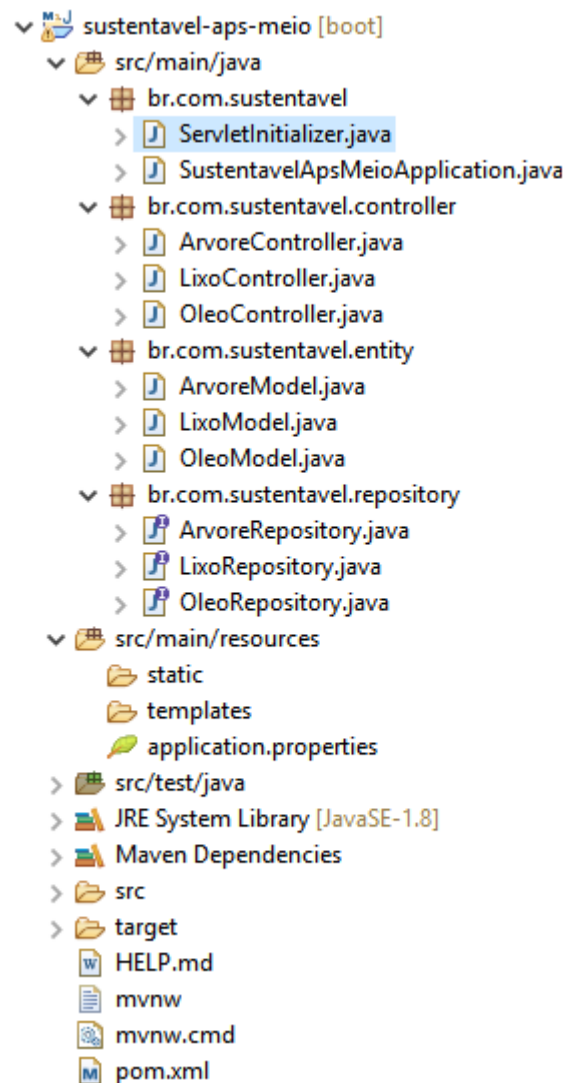 sustentavel-aps-meio [boot]
src/main/java
br.com.sustentavel
ServletInitializer.java
SustentavelApsMeioApplication.java
br.com.sustentavel.controller
ArvoreController.java
LixoController.java
OleoController.java
br.com.sustentavel.entity
ArvoreModel.java
LixoModel.java
OleoModel.java
br.com.sustentavel.repository
ArvoreRepository.java
LixoRepository.java
OleoRepository.java
src/main/resources
static
templates
application.properties
src/test/java
JRE System Library [JavaSE-1.8]
Maven Dependencies
src
target
HELP.md
mvnw
mvnw.cmd
pom.xml